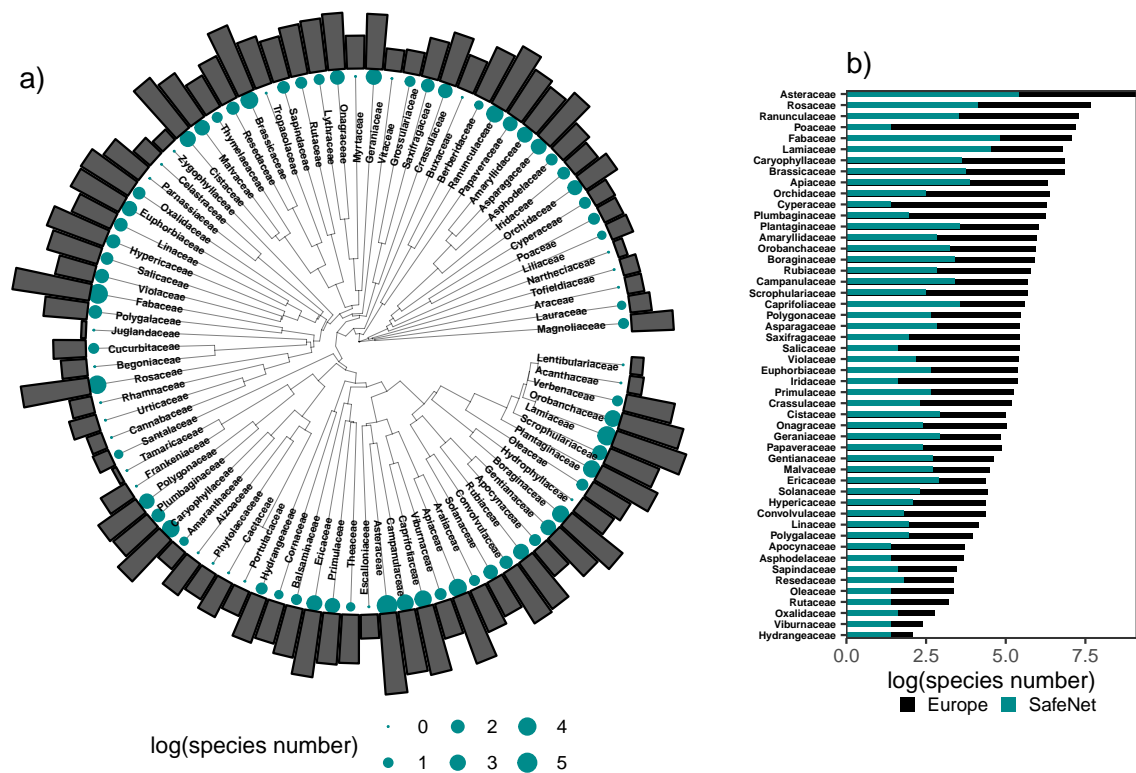 a)
Magnoliaceae
Lauraceae
Araceae
Tofieldiaceae
Nartheciaceae
Liliaceae
Poaceae
Cyperaceae
Orchidaceae
Iridaceae
Asphodelaceae
Asparagaceae
Amaryllidaceae
Papaveraceae
Ranunculaceae
Berberidaceae
Buxaceae
Crassulaceae
Saxifragaceae
Grossulariaceae
Vitaceae
Geraniaceae
Myrtaceae
Onagraceae
Lythraceae
Rutaceae
Sapindaceae
Tropaeolaceae
Brassicaceae
Resedaceae
Thymelaeaceae
Malvaceae
Cistaceae
Zygophyllaceae
Celastraceae
Parnassiaceae
Oxalidaceae
Euphorbiaceae
Linaceae
Hypericaceae
Salicaceae
Violaceae
Fabaceae
Polygalaceae
Juglandaceae
Cucurbitaceae
Begoniaceae
Rosaceae
Rhamnaceae
Urticaceae
Cannabaceae
Santalaceae
Tamaricaceae
Frankeniaceae
Polygonaceae
Plumbaginaceae
Caryophyllaceae
Amaranthaceae
Aizoaceae
Phytolaccaceae
Cactaceae
Portulacaceae
Hydrangeaceae
Cornaceae
Balsaminaceae
Ericaceae
Primulaceae
Theaceae
Escalloniaceae
Asteraceae
Campanulaceae
Caprifoliaceae
Viburnaceae
Apiaceae
Araliaceae
Solanaceae
Convolvulaceae
Rubiaceae
Apocynaceae
Gentianaceae
Boraginaceae
Hydrophyllaceae
Oleaceae
Plantaginaceae
Scrophulariaceae
Lamiaceae
Orobanchaceae
Verbenaceae
Acanthaceae
Lentibulariaceae
log(species number)
0 2 4
1 3 5
b)
Asteraceae
Rosaceae
Ranunculaceae
Poaceae
Fabaceae
Lamiaceae
Caryophyllaceae
Brassicaceae
Apiaceae
Orchidaceae
Cyperaceae
Plumbaginaceae
Plantaginaceae
Amaryllidaceae
Orobanchaceae
Boraginaceae
Rubiaceae
Campanulaceae
Scrophulariaceae
Caprifoliaceae
Polygonaceae
Asparagaceae
Saxifragaceae
Salicaceae
Violaceae
Euphorbiaceae
Iridaceae
Primulaceae
Crassulaceae
Cistaceae
Onagraceae
Geraniaceae
Papaveraceae
Gentianaceae
Malvaceae
Ericaceae
Solanaceae
Hypericaceae
Convolvulaceae
Linaceae
Polygalaceae
Apocynaceae
Asphodelaceae
Sapindaceae
Resedaceae
Oleaceae
Rutaceae
Oxalidaceae
Viburnaceae
Hydrangeaceae
0.0 2.5 5.0 7.5
log(species number)
Europe SafeNet